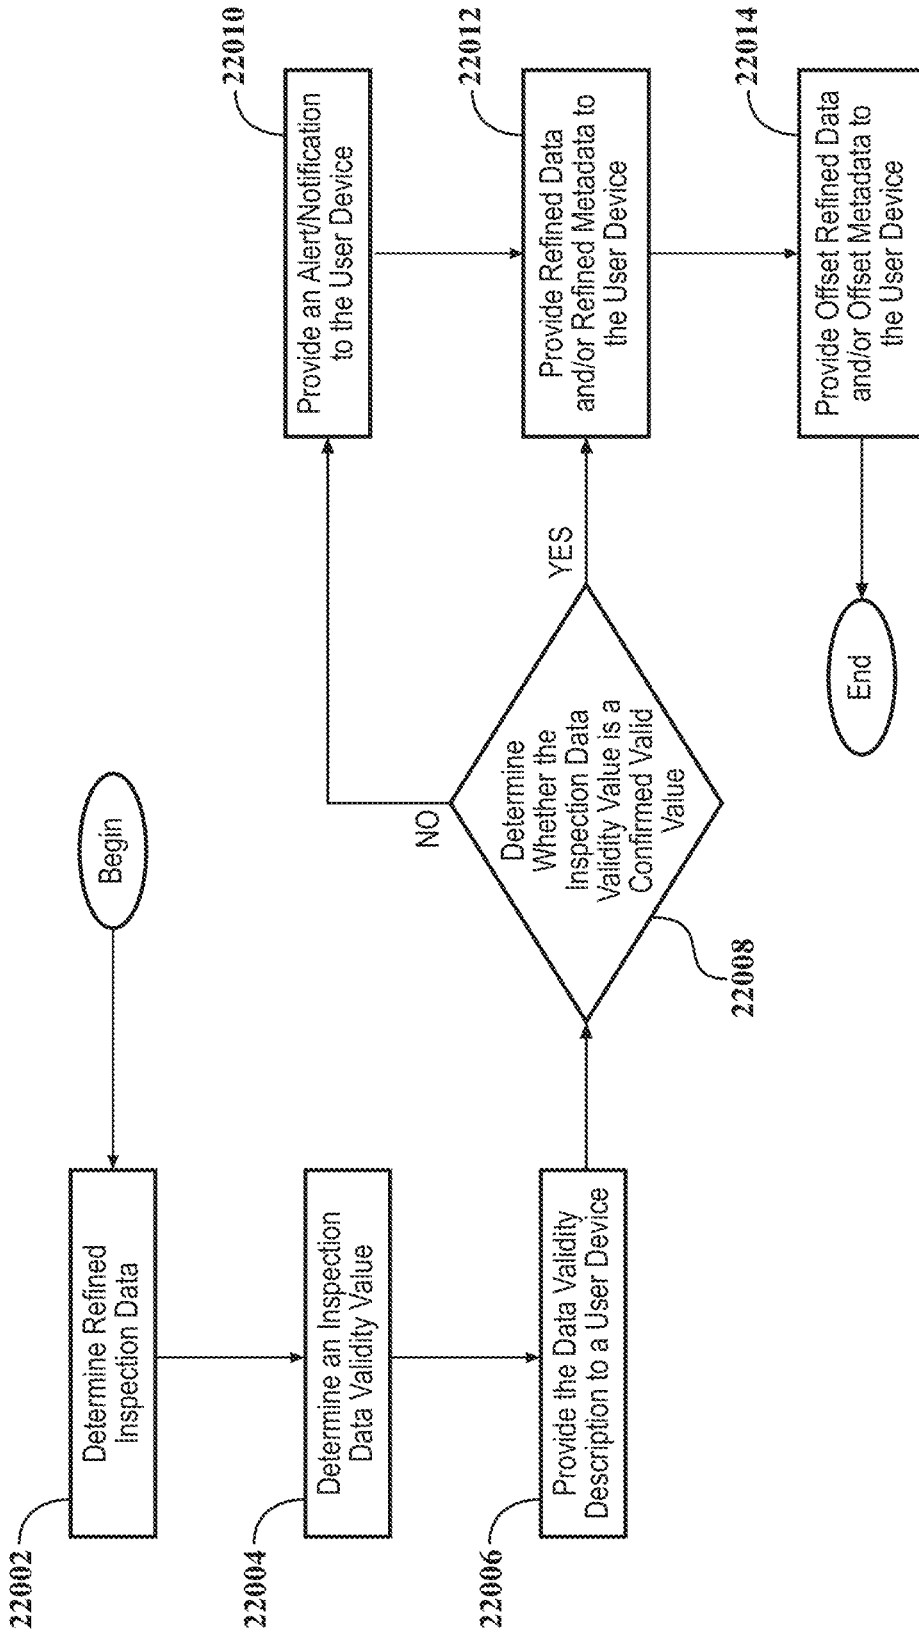 Begin
22002
Determine Refined
Inspection Data
22004
Determine an Inspection
Data Validity Value
22006
Provide the Data Validity
Description to a User Device
22008
Determine
Whether the
Inspection Data
Validity Value is a
Confirmed Valid
Value
NO
YES
22010
Provide an Alert/Notification
to the User Device
22012
Provide Refined Data
and/or Refined Metadata to
the User Device
22014
Provide Offset Refined Data
and/or Offset Metadata to
the User Device
End